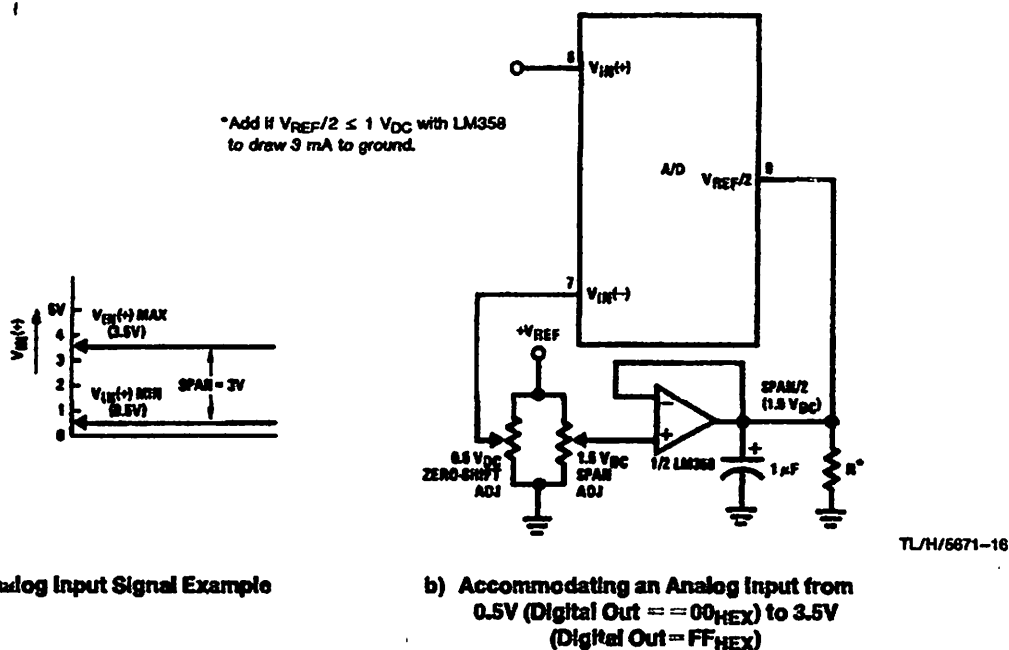 6
VIN(+)
*Add if VREF/2 ≤ 1 VDC with LM358
to draw 3 mA to ground.
A/D
VREF/2
9
7
VIN(−)
+VREF
VIN(+)
5V
4
3
2
1
0
VIN(+) MAX
(3.5V)
SPAN = 3V
VIN(+) MIN
(0.5V)
SPAN/2
(1.5 VDC)
−
+
+
0.5 VDC
ZERO-SHIFT
ADJ
1.5 VDC
SPAN
ADJ
1/2 LM358
1 µF
R*
TL/H/5671–16
Input Signal Example
b) Accommodating an Analog Input from
0.5V (Digital Out = = 00HEX) to 3.5V
(Digital Out=FFHEX)